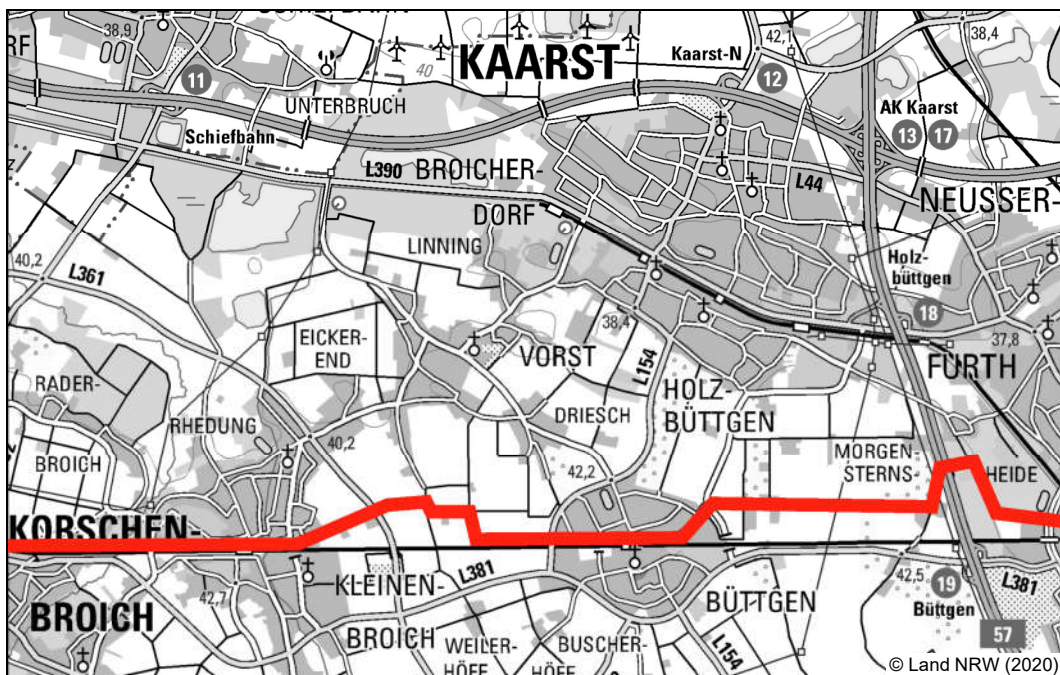 38,9
42,1
38,4
KAARST
Kaarst-N
40
11
12
UNTERBRUCH
AK Kaarst
13 17
Schiefbahn
L390
BROICHER-
DORF
L44
NEUSSER-
LINNING
40,2
L361
Holz-
büttgen
18
38,4
37,8
EICKER-
END
VORST
L154
FURTH
RADER-
BROICH
RHEDUNG
DRIESCH
HOLZ-
BÜTTGEN
40,2
42,2
MORGEN-
STERNS-
HEIDE
KORSCHEN-
BROICH
42,7
KLEINEN-
BROICH
L381
BÜTTGEN
42,5
19
Büttgen
L381
57
WEILER-
HÖFE
BUSCHER-
HÖFE
L154
© Land NRW (2020)